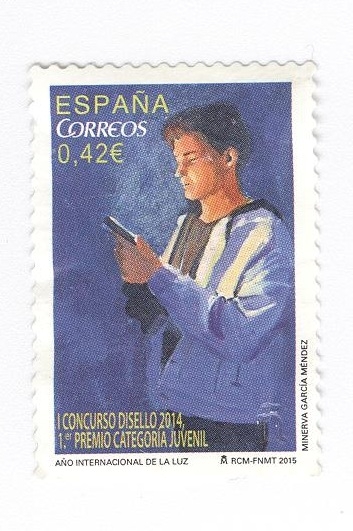 ESPAÑA
CORREOS
0,42€
I CONCURSO DISELLO 2014,
1.er PREMIO CATEGORÍA JUVENIL
MINERVA GARCÍA MÉNDEZ
AÑO INTERNACIONAL DE LA LUZ
RCM-FNMT 2015